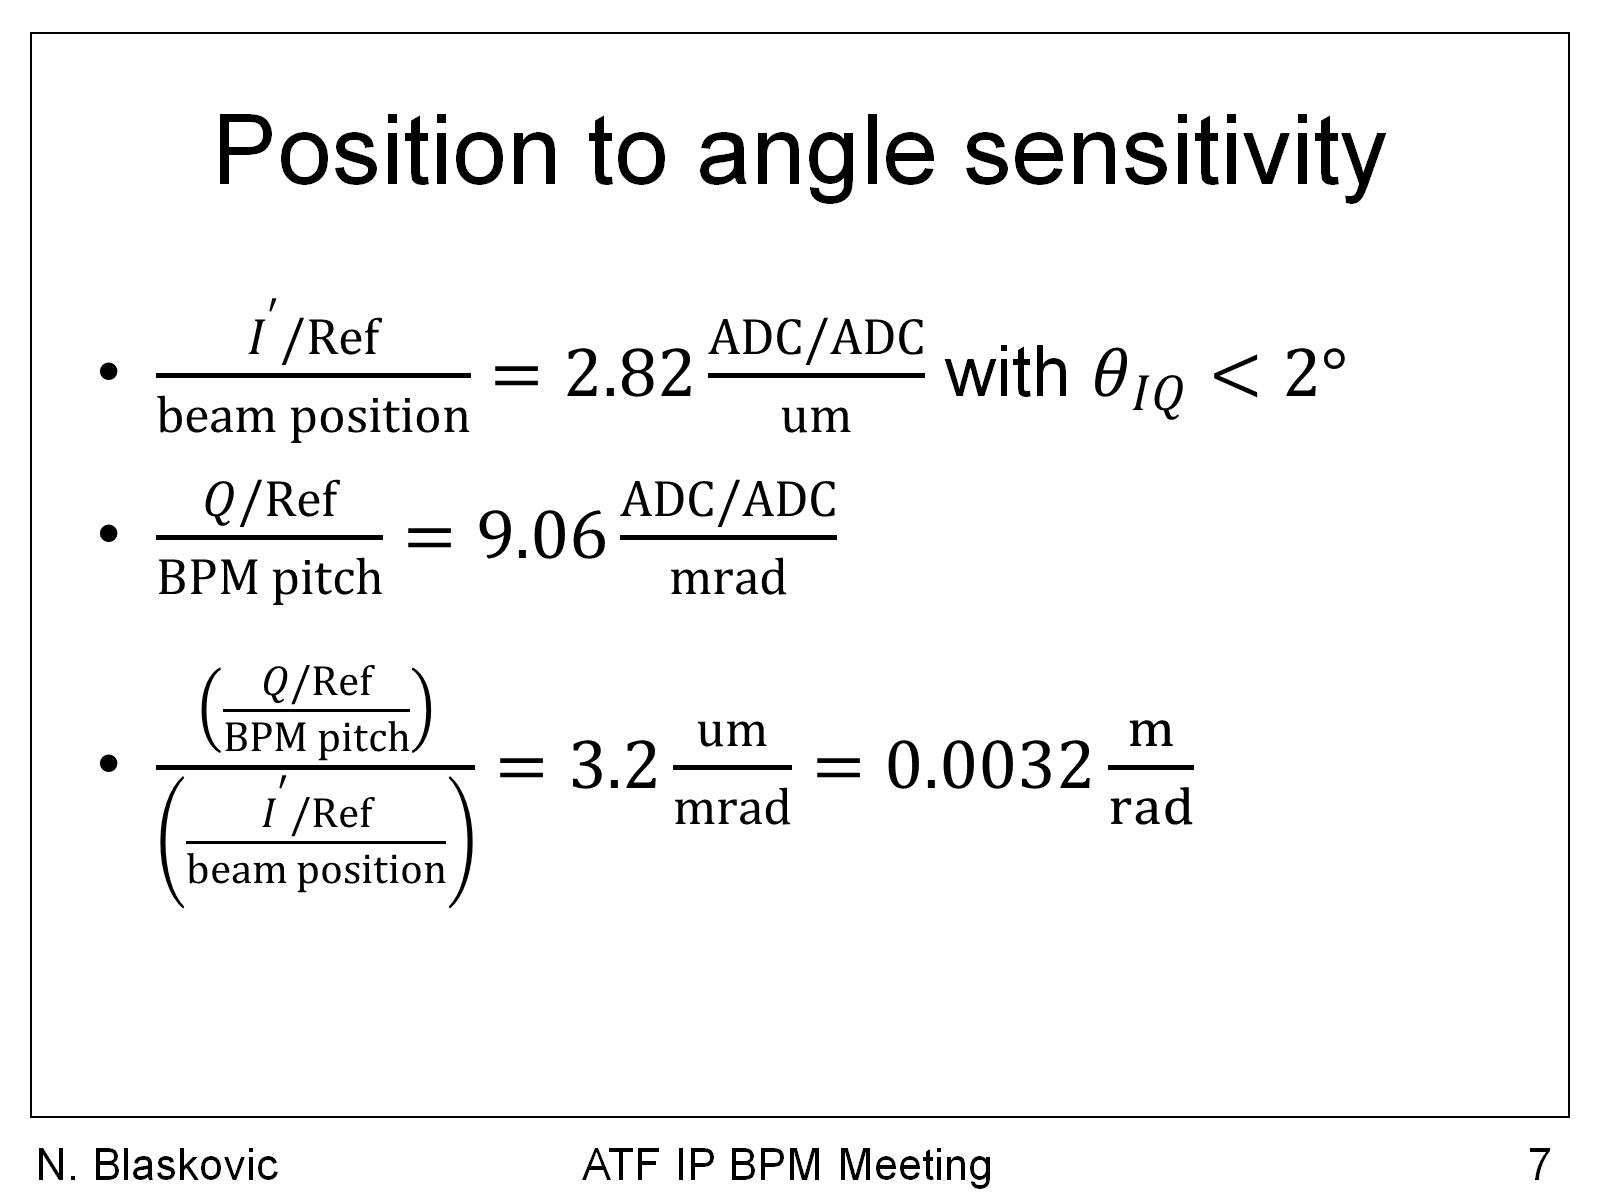 Position to angle sensitivity
• (I′/Ref)/(beam position) = 2.82 (ADC/ADC)/(um) with θ_IQ < 2°
• (Q/Ref)/(BPM pitch) = 9.06 (ADC/ADC)/(mrad)
• ((Q/Ref)/(BPM pitch))/((I′/Ref)/(beam position)) = 3.2 um/mrad = 0.0032 m/rad
N. Blaskovic ATF IP BPM Meeting 7